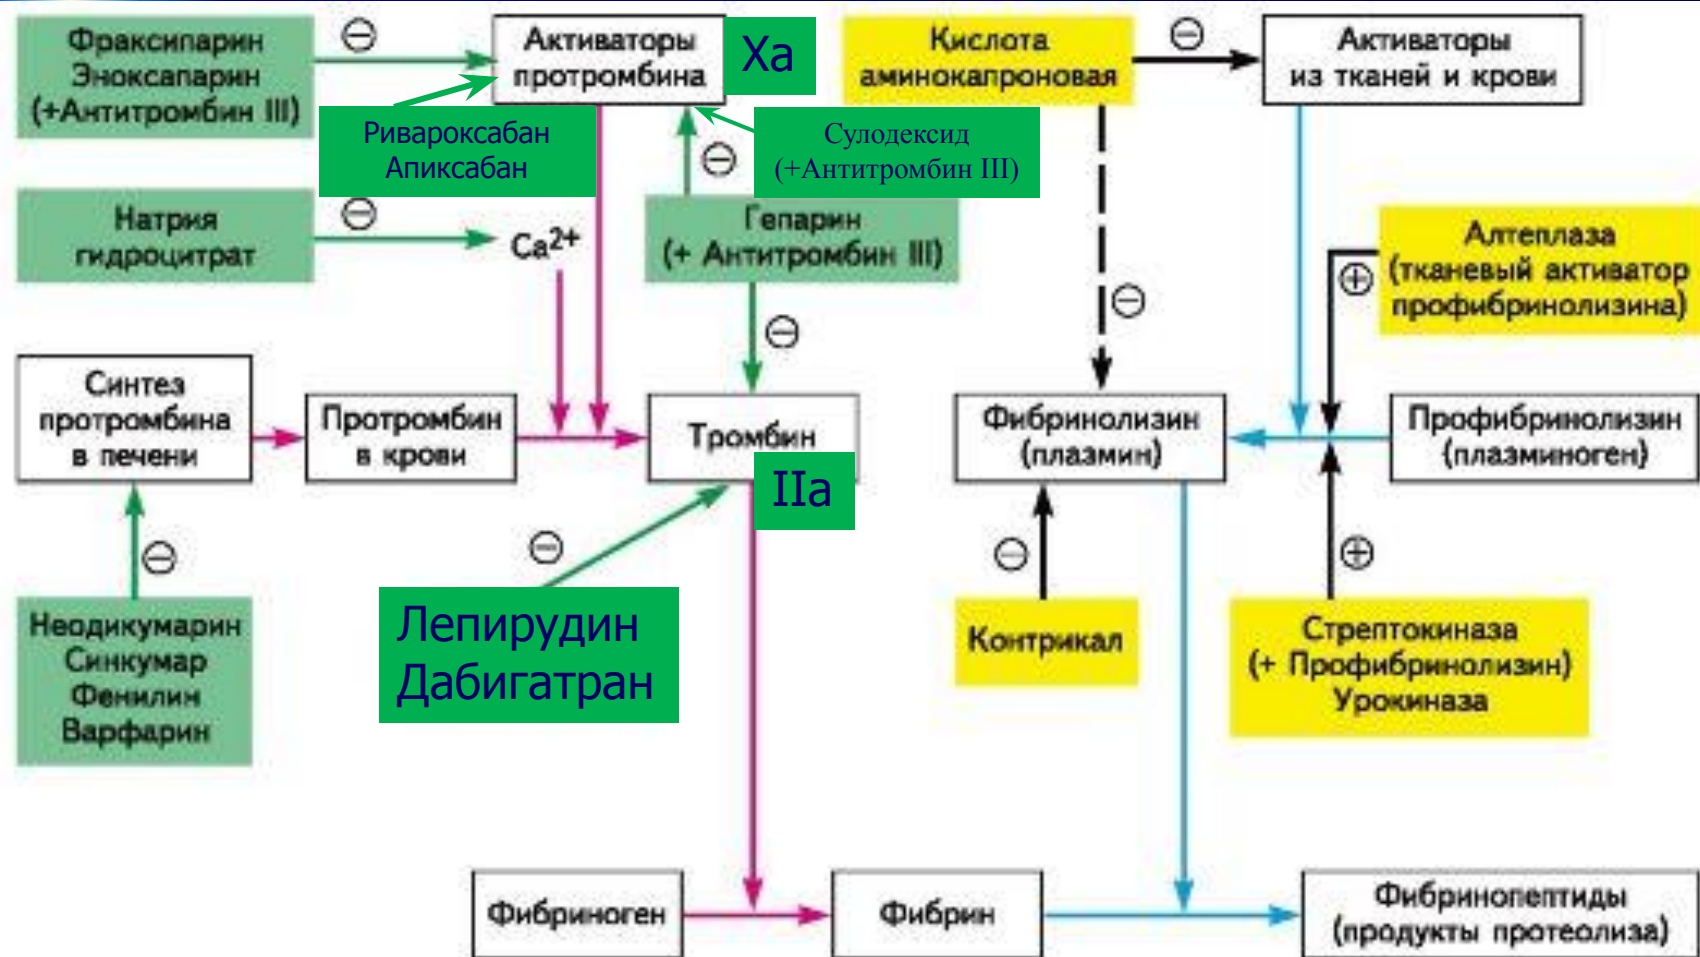 Фраксипарин
Эноксапарин
(+Антитромбин III)
⊖
Активаторы
протромбина
Xa
Кислота
аминокапроновая
⊖
Активаторы
из тканей и крови
Ривароксабан
Апиксабан
⊖
Сулодексид
(+Антитромбин III)
Натрия
гидроцитрат
⊖
Ca²⁺
Гепарин
(+ Антитромбин III)
Алтеплаза
(тканевый активатор
профибринолизина)
⊕
⊖
⊖
Синтез
протромбина
в печени
Протромбин
в крови
Тромбин
IIa
Фибринолизин
(плазмин)
Профибринолизин
(плазминоген)
⊖
⊖
⊖
⊕
Неодикумарин
Синкумар
Фенилин
Варфарин
Лепирудин
Дабигатран
Контрикал
Стрептокиназа
(+ Профибринолизин)
Урокиназа
Фибриноген
Фибрин
Фибринопептиды
(продукты протеолиза)